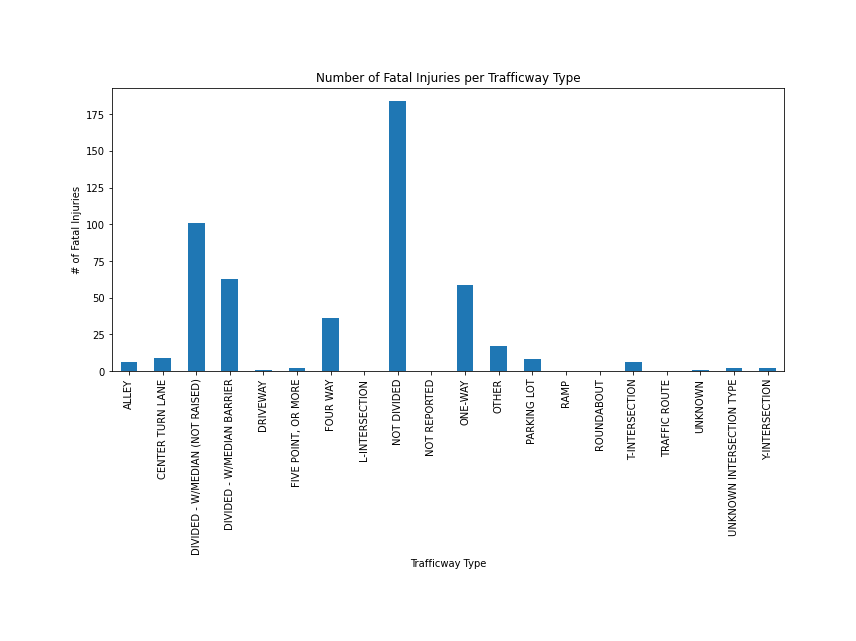 Number of Fatal Injuries per Trafficway Type
# of Fatal Injuries
175
150
125
100
75
50
25
0
ALLEY
CENTER TURN LANE
DIVIDED - W/MEDIAN (NOT RAISED)
DIVIDED - W/MEDIAN BARRIER
DRIVEWAY
FIVE POINT, OR MORE
FOUR WAY
L-INTERSECTION
NOT DIVIDED
NOT REPORTED
ONE-WAY
OTHER
PARKING LOT
RAMP
ROUNDABOUT
T-INTERSECTION
TRAFFIC ROUTE
UNKNOWN
UNKNOWN INTERSECTION TYPE
Y-INTERSECTION
Trafficway Type